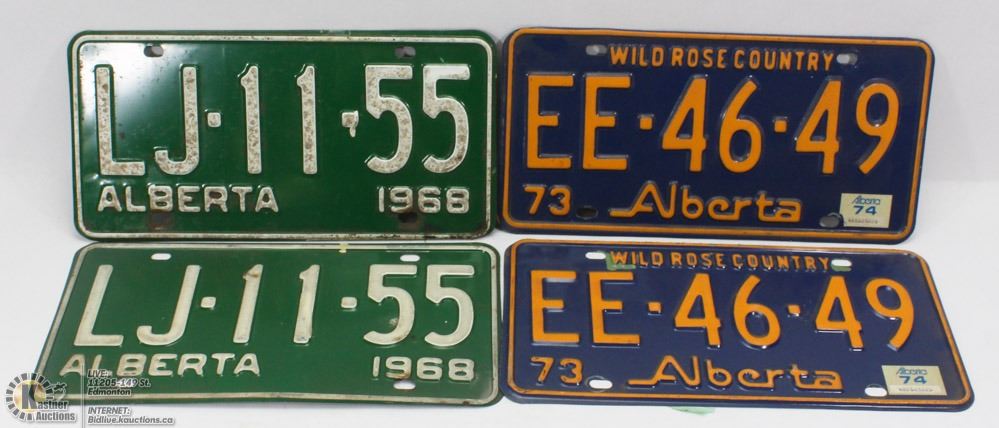 LJ·11·55
ALBERTA 1968
WILD ROSE COUNTRY
EE·46·49
73 Alberta
Alberta
74
LJ·11·55
ALBERTA 1968
WILD ROSE COUNTRY
EE·46·49
73 Alberta
Alberta
74
Kastner
Auctions
LIVE:
11205-149 St.
Edmonton
INTERNET:
Bidlive.kauctions.ca